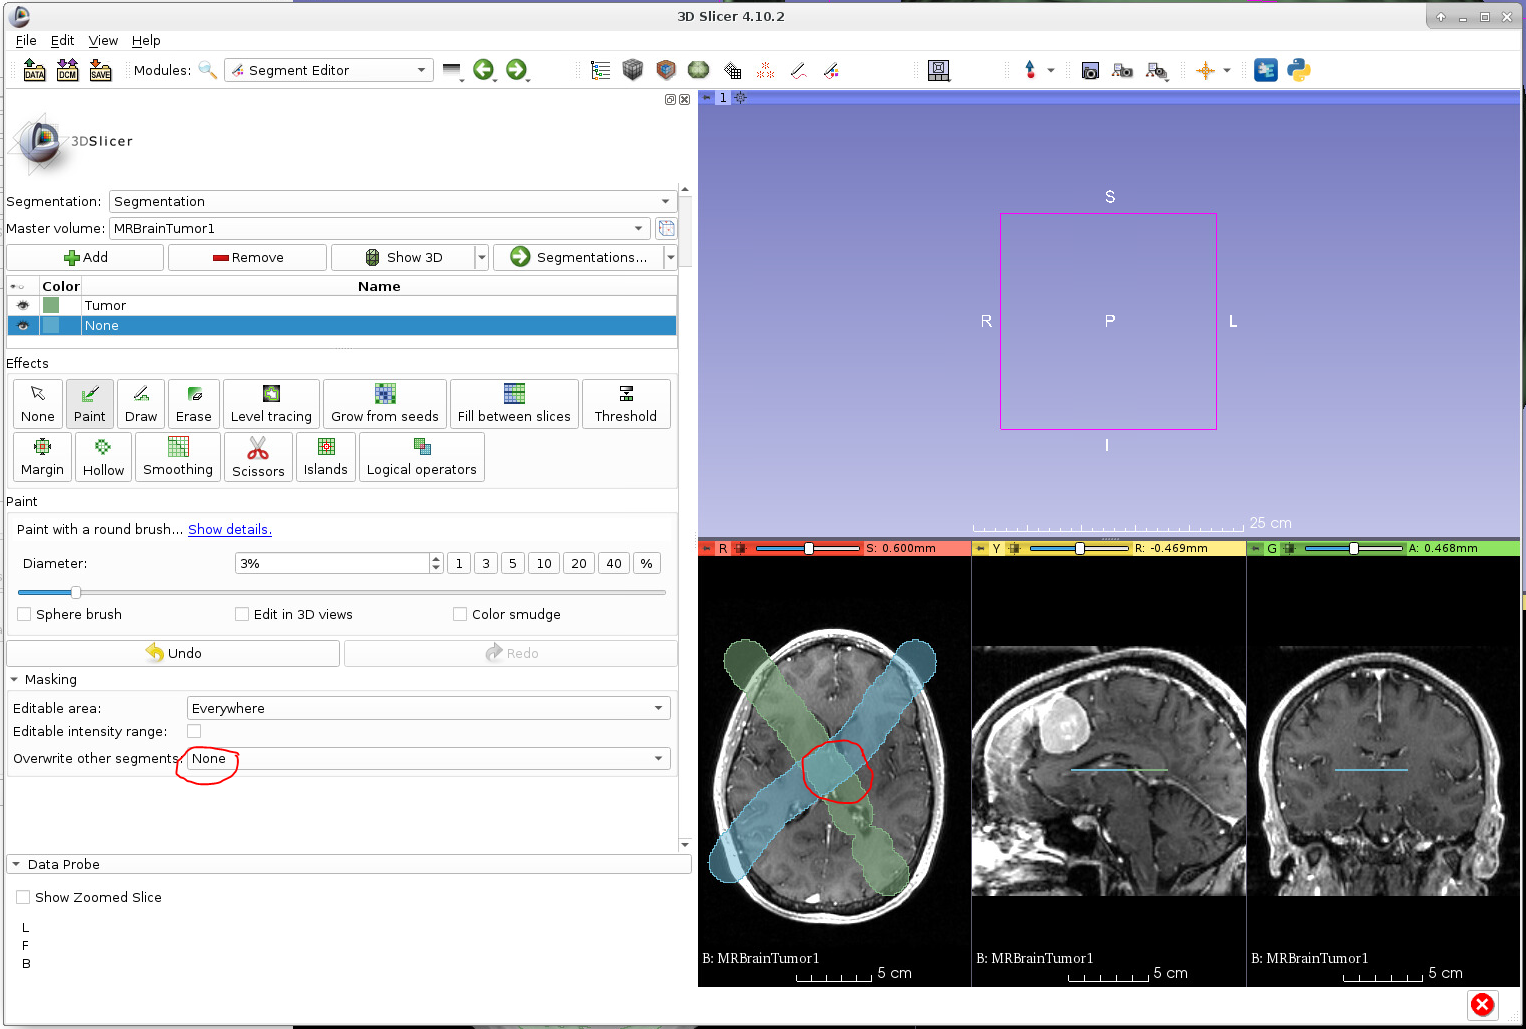 3D Slicer 4.10.2
File Edit View Help
DATA DCM SAVE Modules: Segment Editor
1
3DSlicer
Segmentation: Segmentation
Master volume: MRBrainTumor1
Add Remove Show 3D Segmentations...
Color Name
Tumor
None
Effects
None Paint Draw Erase Level tracing Grow from seeds Fill between slices Threshold
Margin Hollow Smoothing Scissors Islands Logical operators
Paint
Paint with a round brush... Show details.
Diameter: 3% 1 3 5 10 20 40 %
Sphere brush Edit in 3D views Color smudge
Undo Redo
Masking
Editable area: Everywhere
Editable intensity range:
Overwrite other segments: None
Data Probe
Show Zoomed Slice
L
F
B
S
R P L
I
25 cm
R S: 0.600mm Y R: -0.469mm G A: 0.468mm
B: MRBrainTumor1 B: MRBrainTumor1 B: MRBrainTumor1
5 cm 5 cm 5 cm